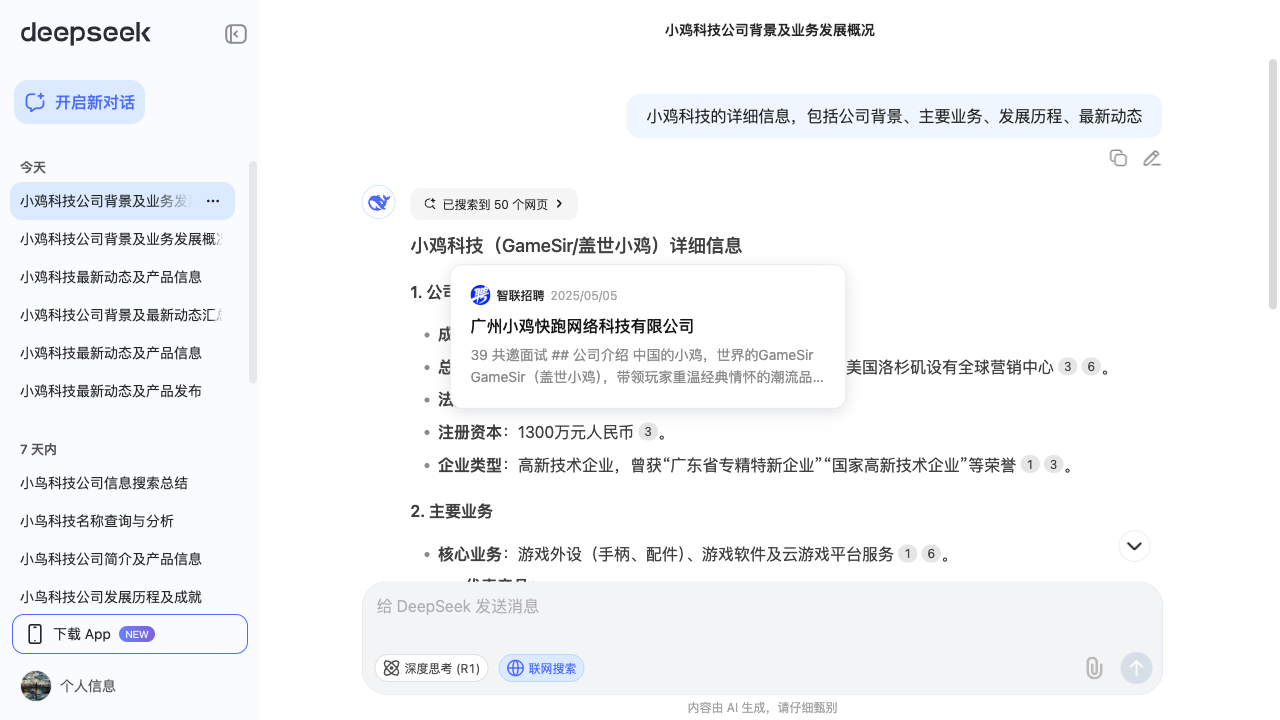 deepseek
开启新对话
今天
小鸡科技公司背景及业务发
小鸡科技公司背景及业务发展概
小鸡科技最新动态及产品信息
小鸡科技公司背景及最新动态汇
小鸡科技最新动态及产品信息
小鸡科技最新动态及产品发布
7 天内
小鸟科技公司信息搜索总结
小鸟科技名称查询与分析
小鸟科技公司简介及产品信息
小鸟科技公司发展历程及成就
下载 App NEW
个人信息
小鸡科技公司背景及业务发展概况
小鸡科技的详细信息，包括公司背景、主要业务、发展历程、最新动态
已搜索到 50 个网页
小鸡科技（GameSir/盖世小鸡）详细信息
1. 公
智联招聘 2025/05/05
广州小鸡快跑网络科技有限公司
39 共邀面试 ## 公司介绍 中国的小鸡，世界的GameSir
GameSir（盖世小鸡），带领玩家重温经典情怀的潮流品...
成
总 美国洛杉矶设有全球营销中心 3 6 。
法
注册资本：1300万元人民币 3 。
企业类型：高新技术企业，曾获“广东省专精特新企业”“国家高新技术企业”等荣誉 1 3 。
2. 主要业务
核心业务：游戏外设（手柄、配件）、游戏软件及云游戏平台服务 1 6 。
给 DeepSeek 发送消息
深度思考 (R1)
联网搜索
内容由 AI 生成，请仔细甄别